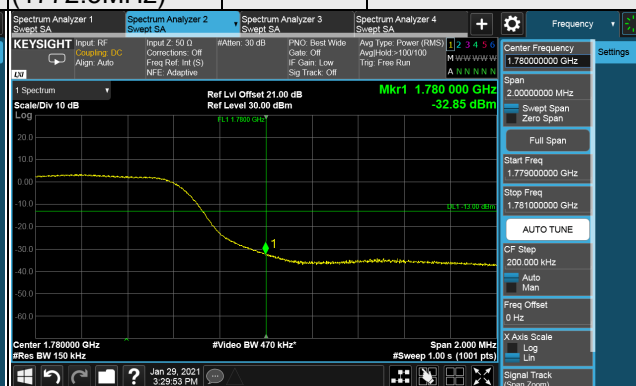 (1772.5MHz)
Spectrum Analyzer 1
Swept SA
Spectrum Analyzer 2
Swept SA
Spectrum Analyzer 3
Swept SA
Spectrum Analyzer 4
Swept SA
+
Frequency
KEYSIGHT
LXI
Input: RF
Coupling: DC
Align: Auto
Input Z: 50 Ω
Corrections: Off
Freq Ref: Int (S)
NFE: Adaptive
#Atten: 30 dB
PNO: Best Wide
Gate: Off
IF Gain: Low
Sig Track: Off
Avg Type: Power (RMS)
Avg|Hold:>100/100
Trig: Free Run
1 2 3 4 5 6
M W W W W W
A N N N N N
1 Spectrum
Scale/Div 10 dB
Log
Ref Lvl Offset 21.00 dB
Ref Level 30.00 dBm
Mkr1 1.780 000 GHz
-32.85 dBm
FL1 1.7800 GHz
20.0
10.0
0.00
-10.0
-20.0
-30.0
-40.0
-50.0
-60.0
DL1 -13.00 dBm
1
Center 1.780000 GHz
#Res BW 150 kHz
#Video BW 470 kHz*
Span 2.000 MHz
#Sweep 1.00 s (1001 pts)
Jan 29, 2021
3:29:53 PM
?
Center Frequency
1.780000000 GHz
Span
2.00000000 MHz
Swept Span
Zero Span
Full Span
Start Freq
1.779000000 GHz
Stop Freq
1.781000000 GHz
AUTO TUNE
CF Step
200.000 kHz
Auto
Man
Freq Offset
0 Hz
X Axis Scale
Log
Lin
Signal Track
(Span Zoom)
Settings